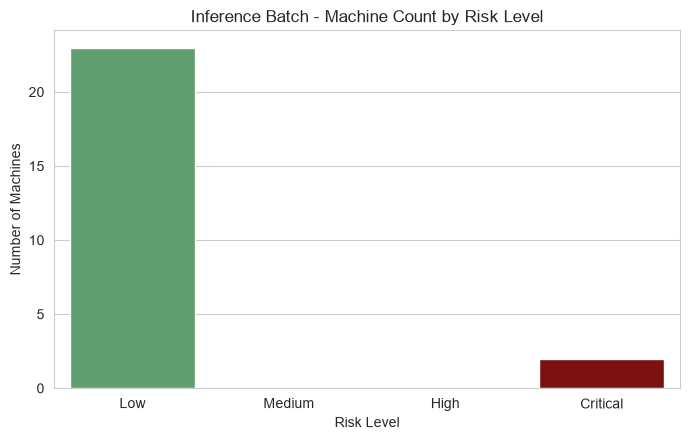 Inference Batch - Machine Count by Risk Level
Number of Machines
20
15
10
5
0
Low Medium High Critical
Risk Level